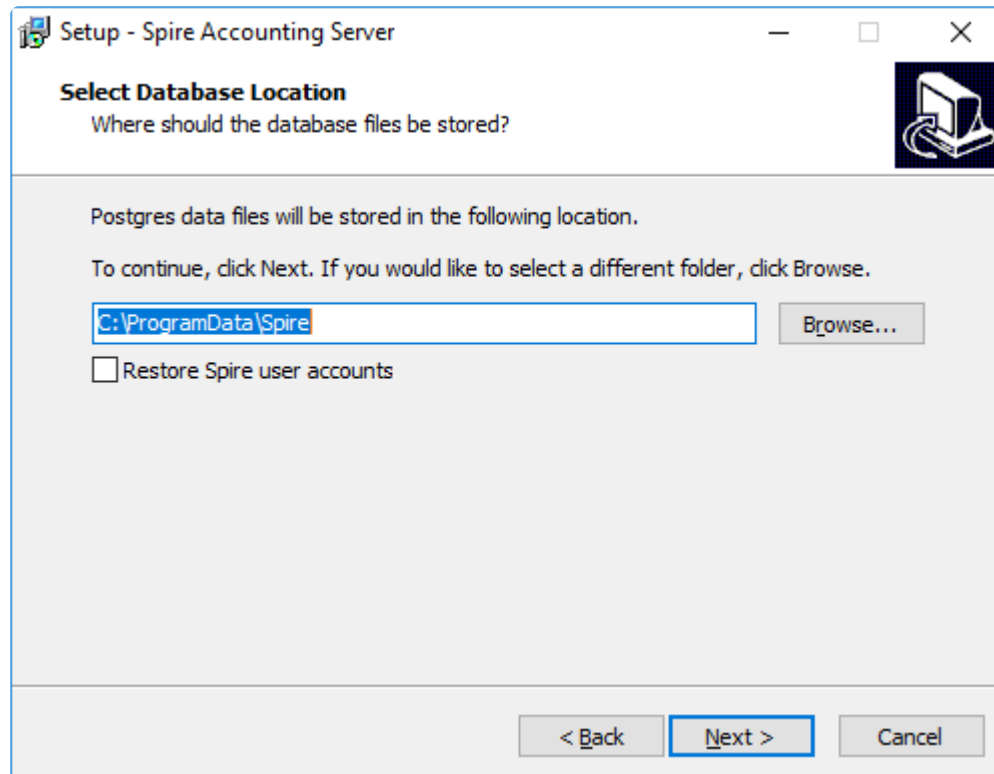 Setup - Spire Accounting Server
Select Database Location
Where should the database files be stored?
Postgres data files will be stored in the following location.
To continue, click Next. If you would like to select a different folder, click Browse.
C:\ProgramData\Spire
Browse...
Restore Spire user accounts
< Back
Next >
Cancel